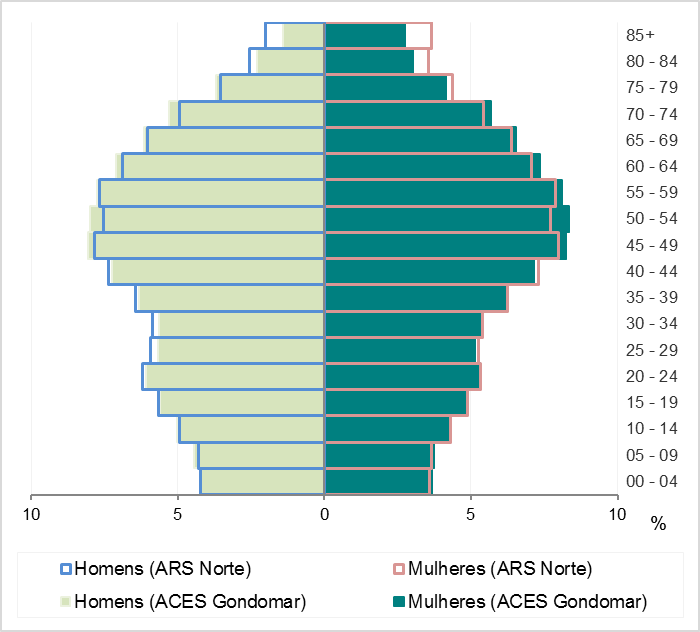 85+
80 - 84
75 - 79
70 - 74
65 - 69
60 - 64
55 - 59
50 - 54
45 - 49
40 - 44
35 - 39
30 - 34
25 - 29
20 - 24
15 - 19
10 - 14
05 - 09
00 - 04
10 5 0 5 10
%
Homens (ARS Norte) Mulheres (ARS Norte)
Homens (ACES Gondomar) Mulheres (ACES Gondomar)